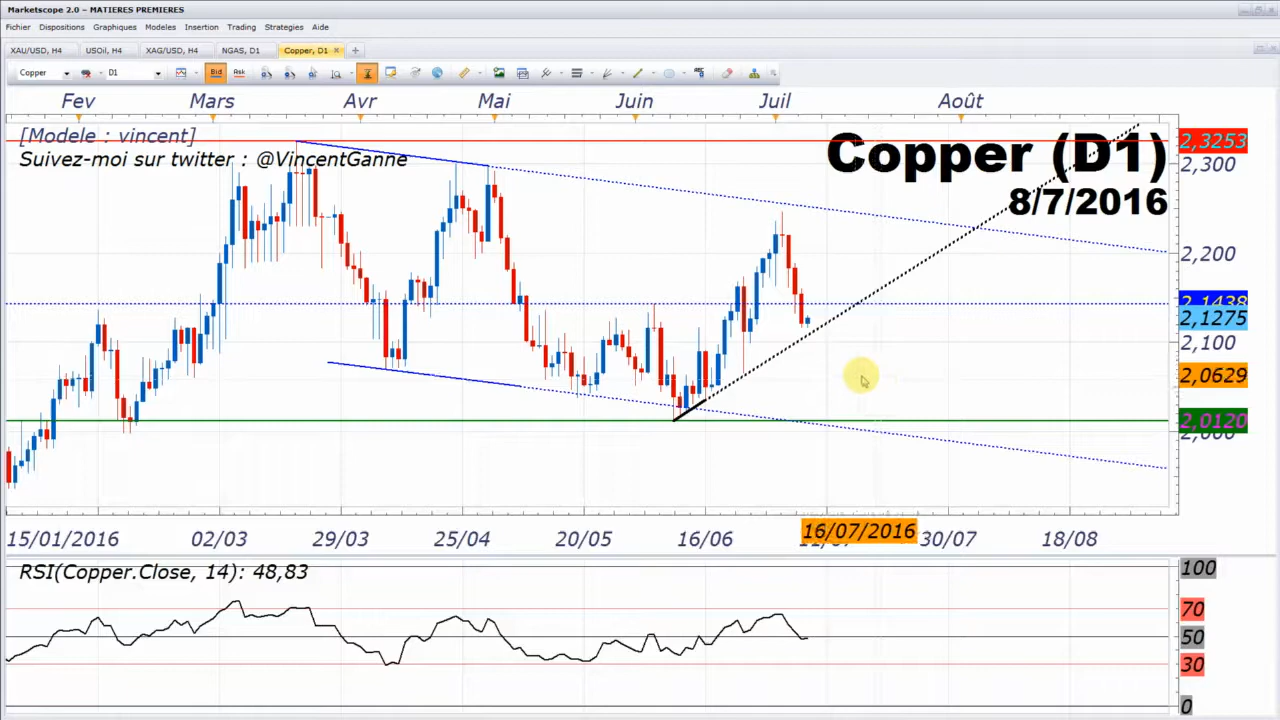 Marketscope 2.0 – MATIERES PREMIERES
Fichier Dispositions Graphiques Modeles Insertion Trading Strategies Aide
XAU/USD, H4 USOil, H4 XAG/USD, H4 NGAS, D1 Copper, D1
Copper D1 Bid Rsk ABC
Fev Mars Avr Mai Juin Juil Août
[Modele : vincent]
Suivez-moi sur twitter : @VincentGanne
Copper (D1)
8/7/2016
2,3253
2,300
2,200
2,1438
2,1275
2,100
2,0629
2,0120
2,000
15/01/2016 02/03 29/03 25/04 20/05 16/06 16/07/2016 30/07 18/08
RSI(Copper.Close, 14): 48,83
100
70
50
30
0